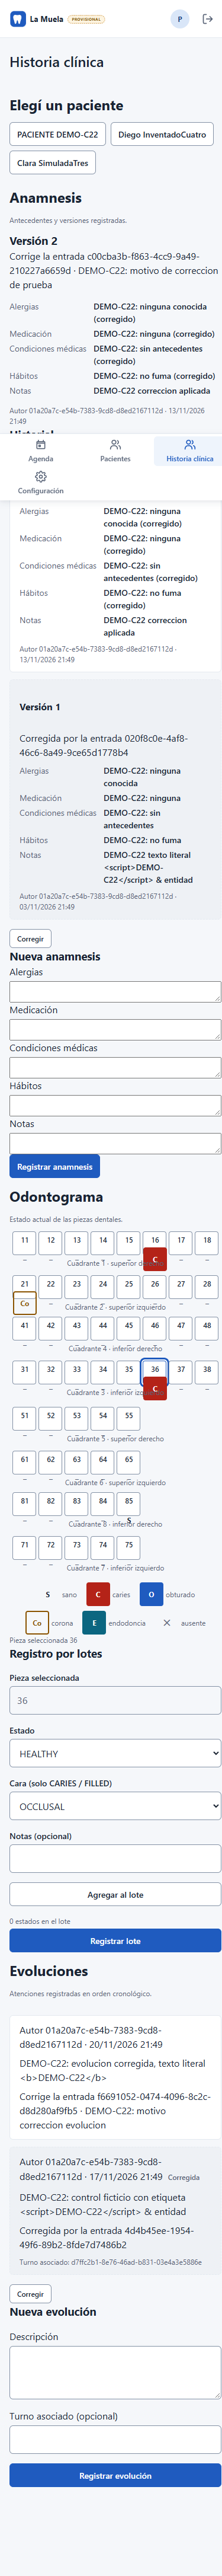 La Muela PROVISIONAL P
Historia clínica
Elegí un paciente
PACIENTE DEMO-C22
Diego InventadoCuatro
Clara SimuladaTres
Anamnesis
Antecedentes y versiones registradas.
Versión 2
Corrige la entrada c00cba3b-f863-4cc9-9a49-
210227a6659d · DEMO-C22: motivo de correccion
de prueba
Alergias DEMO-C22: ninguna conocida
(corregido)
Medicación DEMO-C22: ninguna (corregido)
Condiciones médicas DEMO-C22: sin antecedentes
(corregido)
Hábitos DEMO-C22: no fuma (corregido)
Notas DEMO-C22 correccion aplicada
Autor 01a20a7c-e54b-7383-9cd8-d8ed2167112d · 13/11/2026
21:49
Agenda
Pacientes
Historia clínica
Configuración
Alergias DEMO-C22: ninguna
conocida (corregido)
Medicación DEMO-C22: ninguna
(corregido)
Condiciones médicas DEMO-C22: sin
antecedentes (corregido)
Hábitos DEMO-C22: no fuma
(corregido)
Notas DEMO-C22 correccion
aplicada
Autor 01a20a7c-e54b-7383-9cd8-d8ed2167112d ·
13/11/2026 21:49
Versión 1
Corregida por la entrada 020f8c0e-4af8-
46c6-8a49-9ce65d1778b4
Alergias DEMO-C22: ninguna
conocida
Medicación DEMO-C22: ninguna
Condiciones médicas DEMO-C22: sin
antecedentes
Hábitos DEMO-C22: no fuma
Notas DEMO-C22 texto literal
<script>DEMO-
C22</script> & entidad
Autor 01a20a7c-e54b-7383-9cd8-d8ed2167112d ·
03/11/2026 21:49
Corregir
Nueva anamnesis
Alergias
Medicación
Condiciones médicas
Hábitos
Notas
Registrar anamnesis
Odontograma
Estado actual de las piezas dentales.
11 12 13 14 15 16 17 18
– – – – – C – –
Cuadrante 1 · superior derecho
21 22 23 24 25 26 27 28
Co – – – – – – –
Cuadrante 2 · superior izquierdo
41 42 43 44 45 46 47 48
– – – – – – – –
Cuadrante 4 · inferior derecho
31 32 33 34 35 36 37 38
– – – – – C – –
Cuadrante 3 · inferior izquierdo
51 52 53 54 55
– – – – –
Cuadrante 5 · superior derecho
61 62 63 64 65
– – – – –
Cuadrante 6 · superior izquierdo
81 82 83 84 85
– – – – S
Cuadrante 8 · inferior derecho
71 72 73 74 75
– – – – –
Cuadrante 7 · inferior izquierdo
S sano C caries O obturado
Co corona E endodoncia × ausente
Pieza seleccionada 36
Registro por lotes
Pieza seleccionada
36
Estado
HEALTHY
Cara (solo CARIES / FILLED)
OCCLUSAL
Notas (opcional)
Agregar al lote
0 estados en el lote
Registrar lote
Evoluciones
Atenciones registradas en orden cronológico.
Autor 01a20a7c-e54b-7383-9cd8-
d8ed2167112d · 20/11/2026 21:49
DEMO-C22: evolucion corregida, texto literal
<b>DEMO-C22</b>
Corrige la entrada f6691052-0474-4096-8c2c-
d8d280af9fb5 · DEMO-C22: motivo
correccion evolucion
Autor 01a20a7c-e54b-7383-9cd8-
d8ed2167112d · 17/11/2026 21:49 Corregida
DEMO-C22: control ficticio con etiqueta
<script>DEMO-C22</script> & entidad
Corregida por la entrada 4d4b45ee-1954-
49f6-89b2-8fde7d7486b2
Turno asociado: d7ffc2b1-8e76-46ad-b831-03e4a3e5886e
Corregir
Nueva evolución
Descripción
Turno asociado (opcional)
Registrar evolución